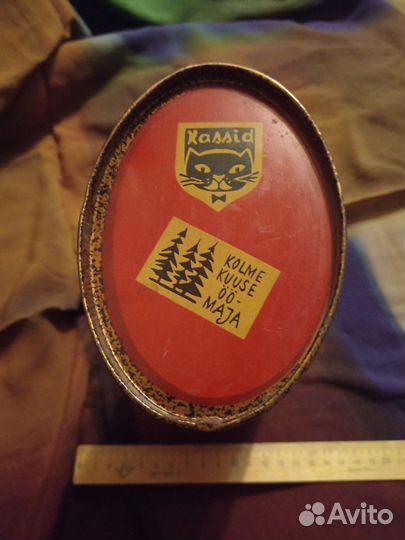 Kassid
KOLME
KUUSE
ÖÖ-
MAJA
Avito